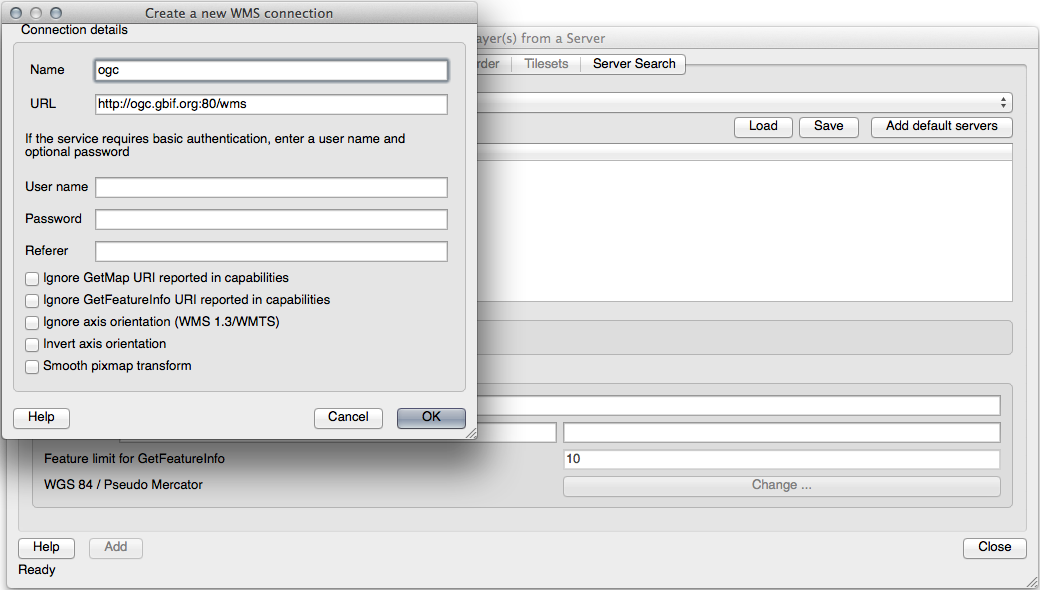 Create a new WMS connection
Connection details
Name
ogc
URL
http://ogc.gbif.org:80/wms
If the service requires basic authentication, enter a user name and
optional password
User name
Password
Referer
Ignore GetMap URI reported in capabilities
Ignore GetFeatureInfo URI reported in capabilities
Ignore axis orientation (WMS 1.3/WMTS)
Invert axis orientation
Smooth pixmap transform
Help
Cancel
OK
ayer(s) from a Server
rder
Tilesets
Server Search
Load
Save
Add default servers
Feature limit for GetFeatureInfo
10
WGS 84 / Pseudo Mercator
Change ...
Help
Add
Close
Ready